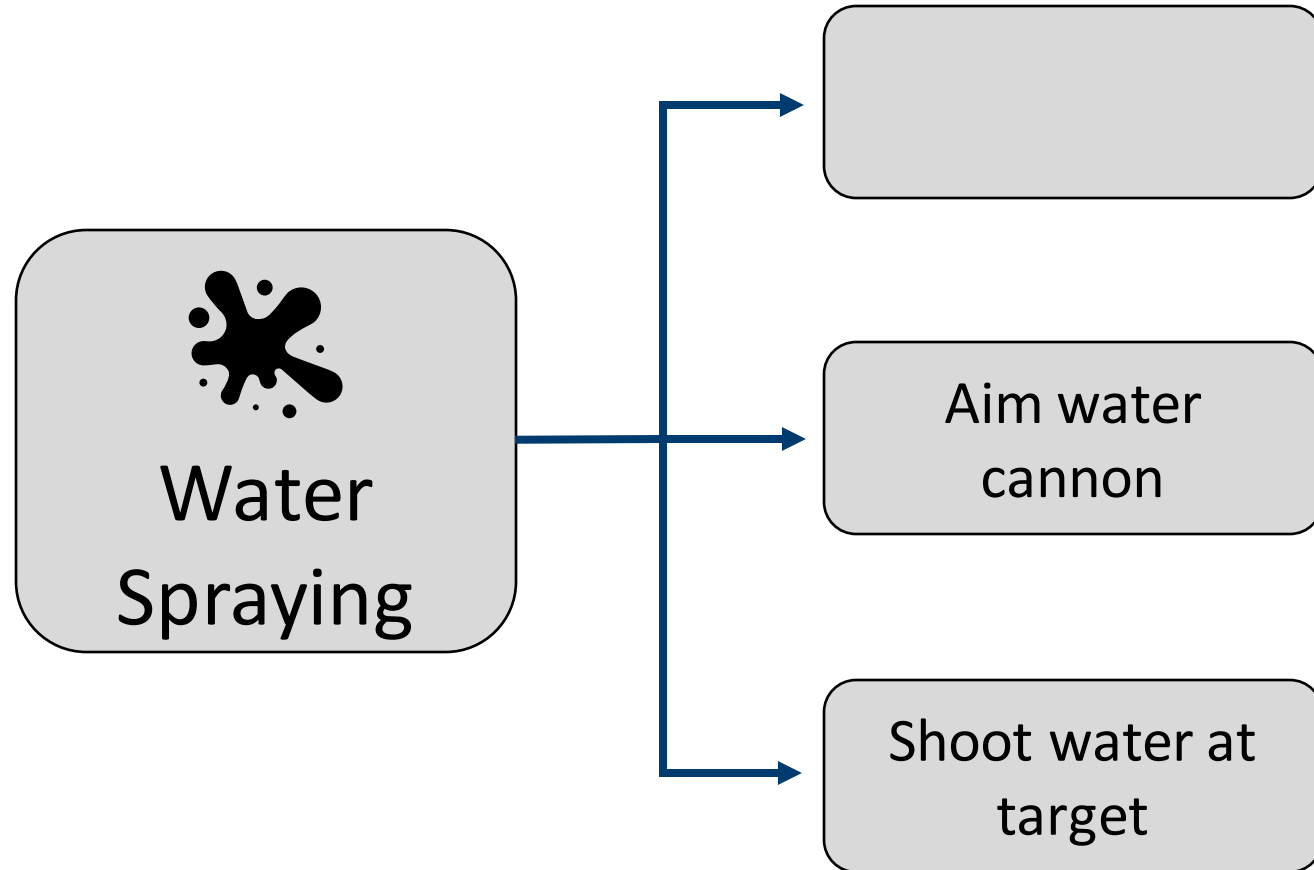 Water
Spraying
Aim water
cannon
Shoot water at
target